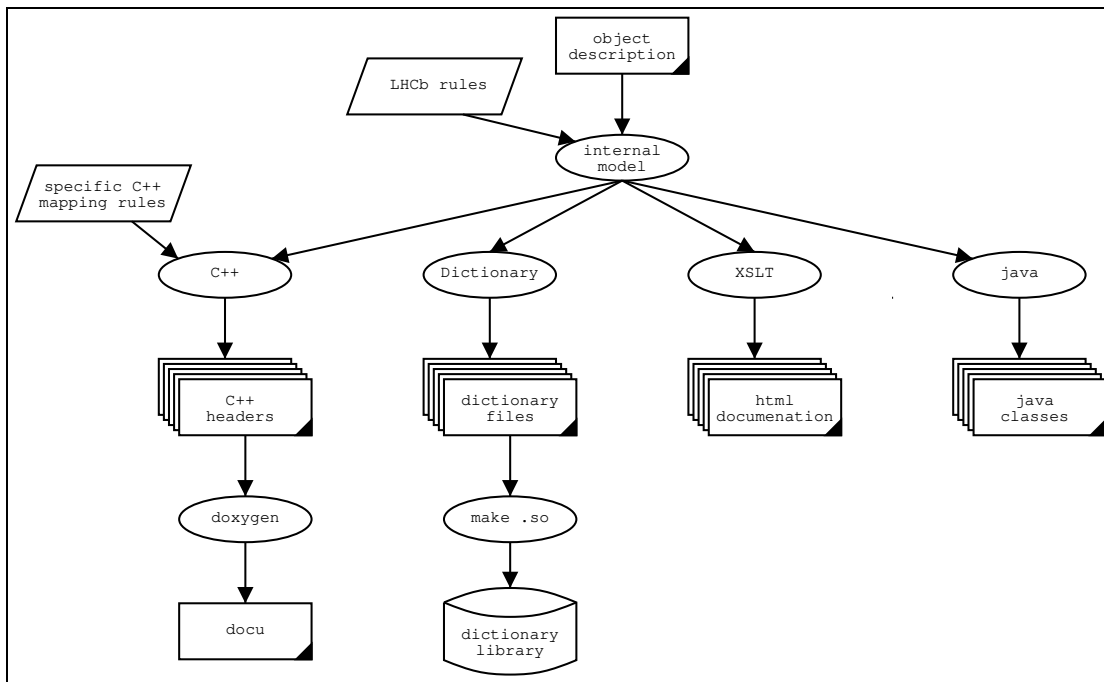 object
description
LHCb rules
internal
model
specific C++
mapping rules
C++
Dictionary
XSLT
java
C++
headers
dictionary
files
html
documenation
java
classes
doxygen
make .so
docu
dictionary
library